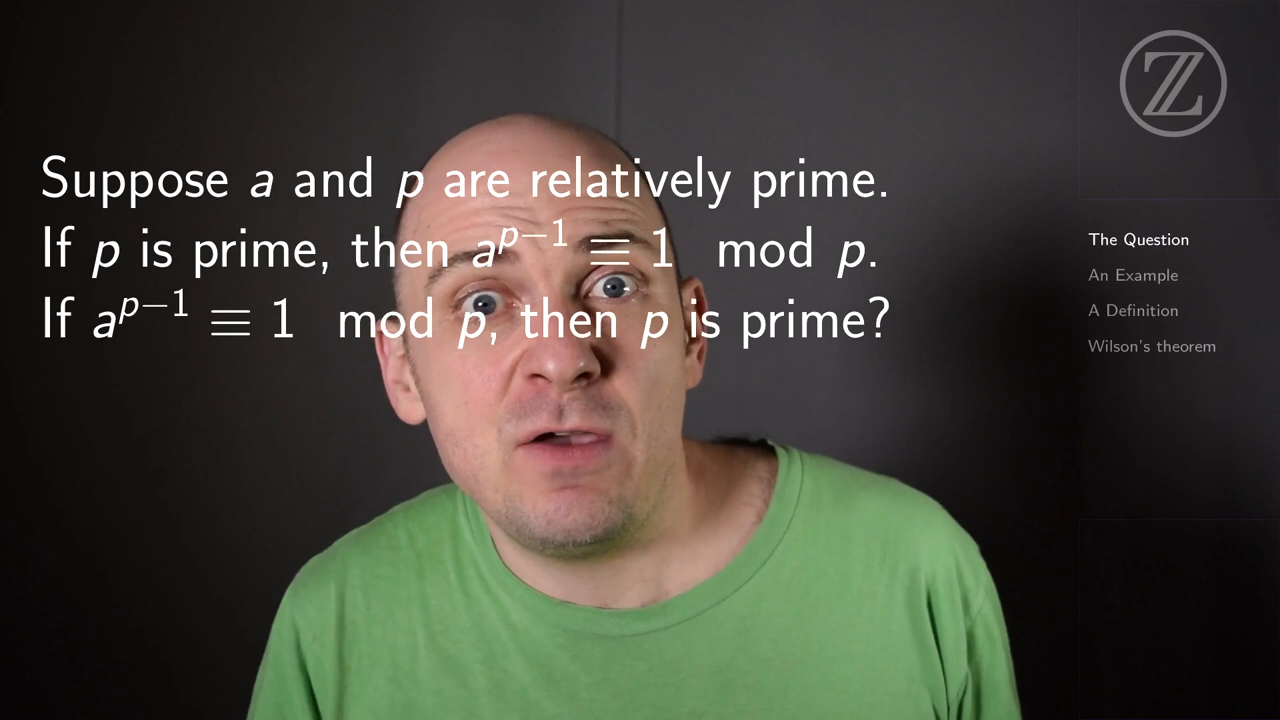 Suppose a and p are relatively prime.
If p is prime, then a^{p−1} ≡ 1 mod p.
If a^{p−1} ≡ 1 mod p, then p is prime?
ℤ
The Question
An Example
A Definition
Wilson's theorem